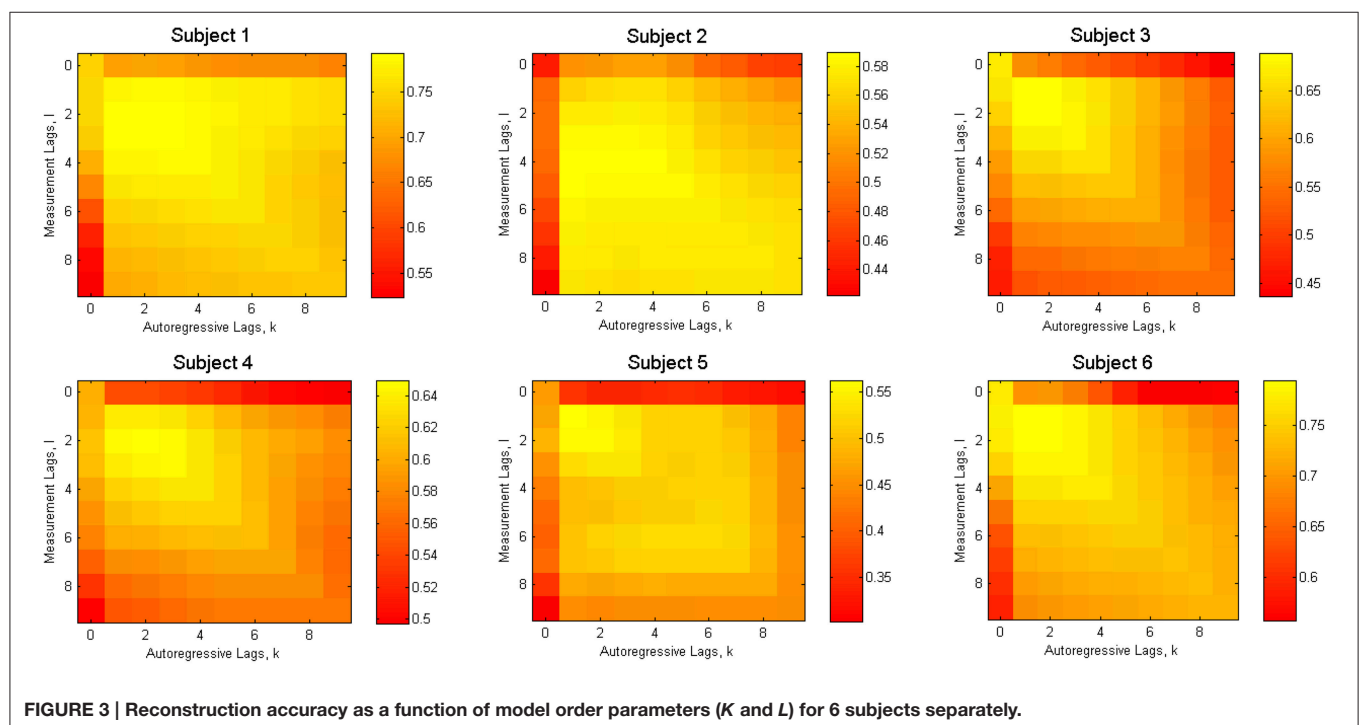 Subject 1
Measurement Lags, l
0
2
4
6
8
0 2 4 6 8
Autoregressive Lags, k
0.75
0.7
0.65
0.6
0.55
Subject 2
Measurement Lags, l
0
2
4
6
8
0 2 4 6 8
Autoregressive Lags, k
0.58
0.56
0.54
0.52
0.5
0.48
0.46
0.44
Subject 3
Measurement Lags, l
0
2
4
6
8
0 2 4 6 8
Autoregressive Lags, k
0.65
0.6
0.55
0.5
0.45
Subject 4
Measurement Lags, l
0
2
4
6
8
0 2 4 6 8
Autoregressive Lags, k
0.64
0.62
0.6
0.58
0.56
0.54
0.52
0.5
Subject 5
Measurement Lags, l
0
2
4
6
8
0 2 4 6 8
Autoregressive Lags, k
0.55
0.5
0.45
0.4
0.35
Subject 6
Measurement Lags, l
0
2
4
6
8
0 2 4 6 8
Autoregressive Lags, k
0.75
0.7
0.65
0.6
FIGURE 3 | Reconstruction accuracy as a function of model order parameters (K and L) for 6 subjects separately.